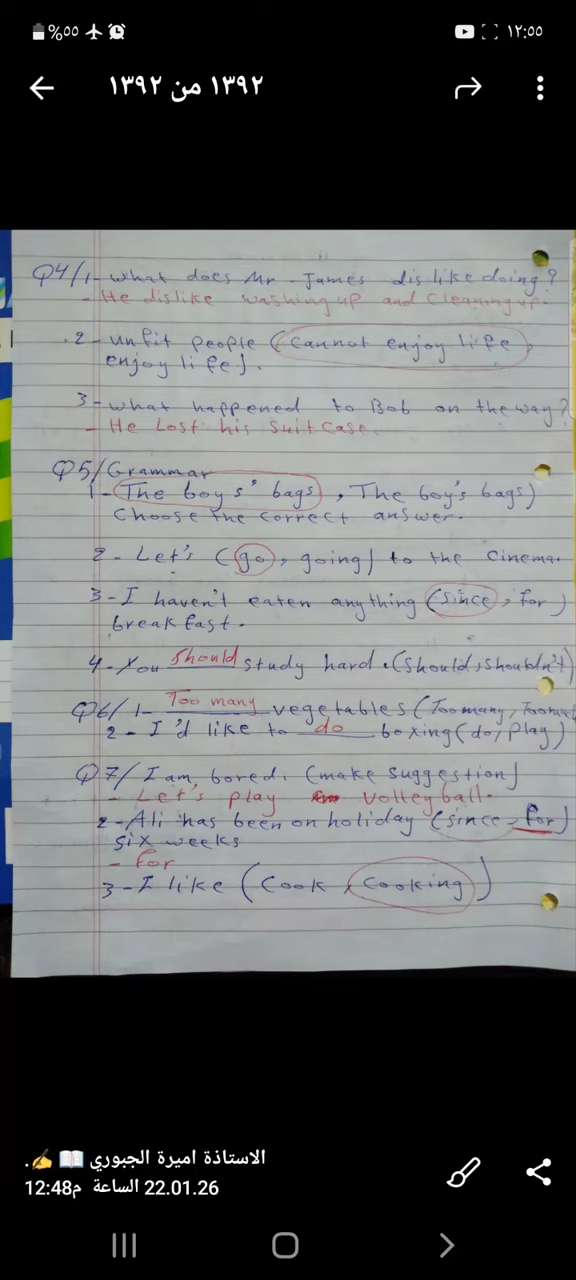 %٥٥ ١٢:٥٥
١٣٩٢ من ١٣٩٢
Q4/1- What does Mr. James dislike doing?
- He dislike washing up and Cleaning up.
2- unfit people (cannot enjoy life,
enjoy life).
3- what happened to Bob on the way?
- He Lost his Suitcase.
Q5/Grammar
1- The boys' bags, The boy's bags)
Choose the correct answer.
2- Let's (go, going) to the cinema.
3- I haven't eaten anything (since, for)
breakfast.
4- You should study hard. (should, shouldn't)
Q6/ 1- Too many vegetables (Too many, Too mu
2- I'd like to do boxing (do, play)
Q7/ I am bored. (make suggestion)
- Let's play volleyball.
2- Ali has been on holiday (since, for)
six weeks
- for
3- I like (Cook, Cooking)
الاستاذة اميرة الجبوري 📖✍️.
22.01.26 الساعة 12:48م